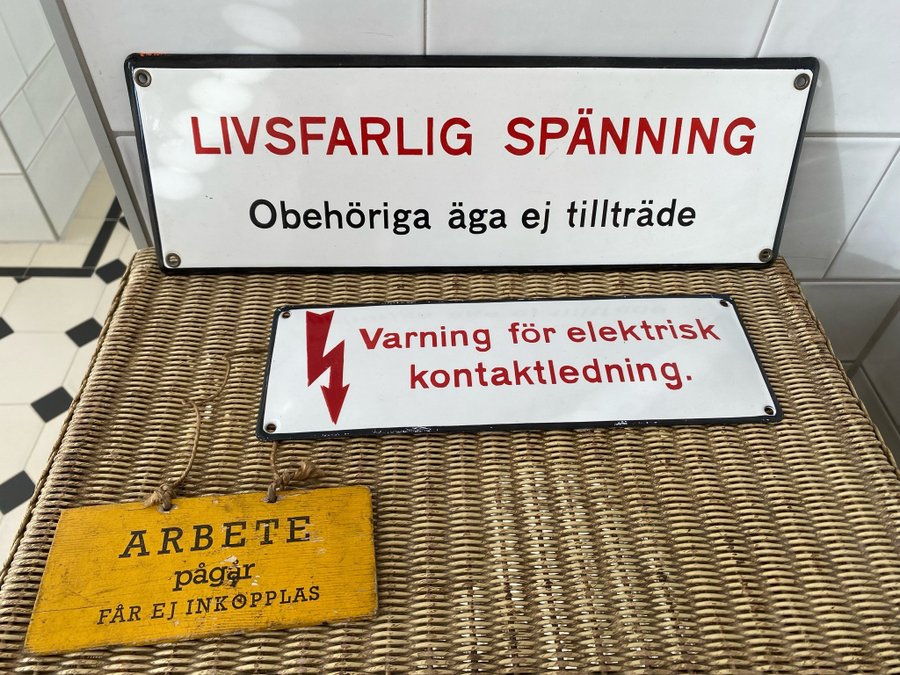 LIVSFARLIG SPÄNNING
Obehöriga äga ej tillträde
Varning för elektrisk
kontaktledning.
ARBETE
pågår
FÅR EJ INKOPPLAS